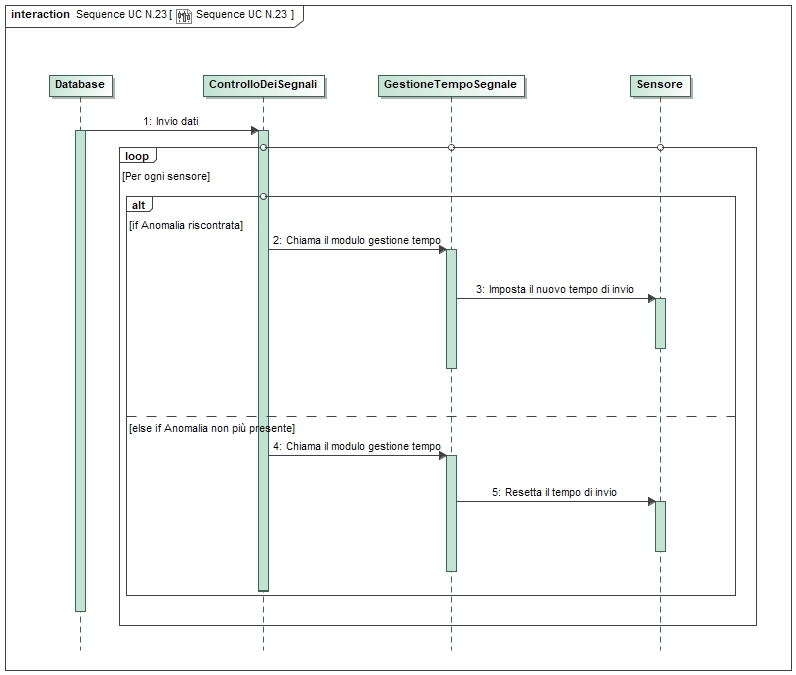 interaction Sequence UC N.23 [ Sequence UC N.23 ]
Database
ControlloDeiSegnali
GestioneTempoSegnale
Sensore
1: Invio dati
loop
[Per ogni sensore]
alt
[if Anomalia riscontrata]
2: Chiama il modulo gestione tempo
3: Imposta il nuovo tempo di invio
[else if Anomalia non più presente]
4: Chiama il modulo gestione tempo
5: Resetta il tempo di invio